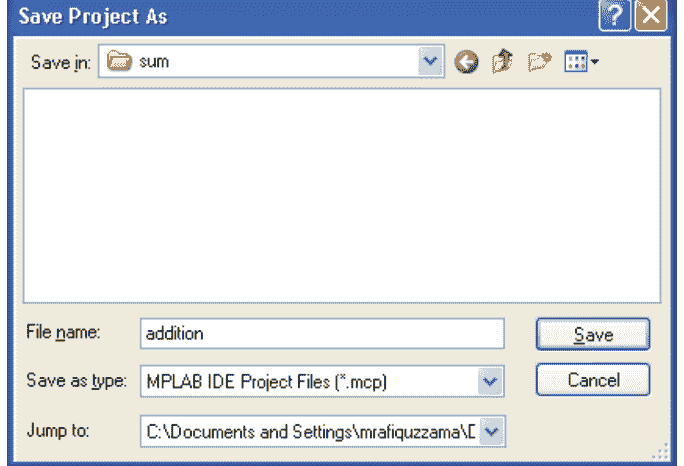 Save Project As
Save in: sum
File name: addition
Save
Save as type: MPLAB IDE Project Files (*.mcp)
Cancel
Jump to: C:\Documents and Settings\mrafiquzzama\D